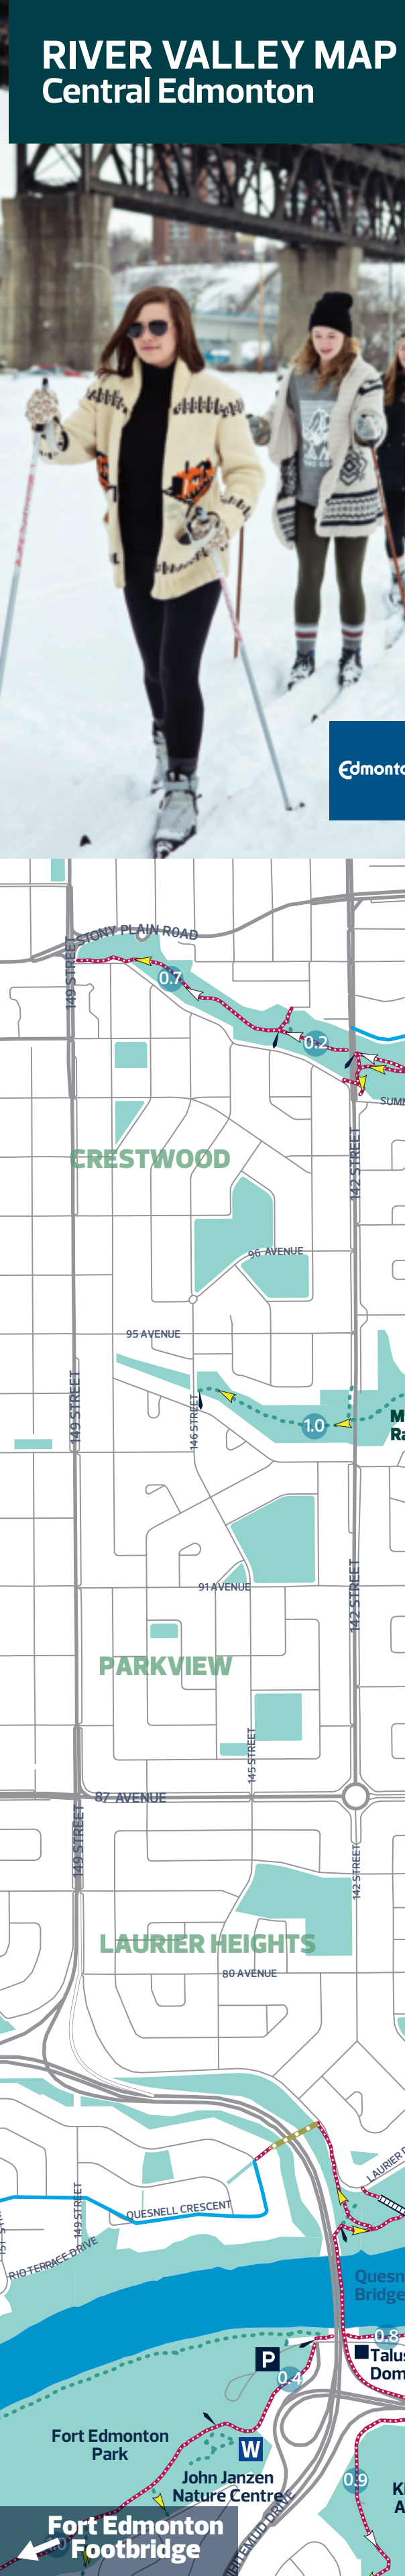 RIVER VALLEY MAP
Central Edmonton
STONY PLAIN ROAD
149 STREET
0.7
0.2
142 STREET
CRESTWOOD
96 AVENUE
95 AVENUE
149 STREET
146 STREET
1.0
91 AVENUE
142 STREET
PARKVIEW
145 STREET
87 AVENUE
149 STREET
142 STREET
LAURIER HEIGHTS
80 AVENUE
149 STREET
QUESNELL CRESCENT
RIO TERRACE DRIVE
Bridge
0.8
P
0.4
Fort Edmonton
Park
W
John Janzen
Nature Centre
0.9
Fort Edmonton
Footbridge